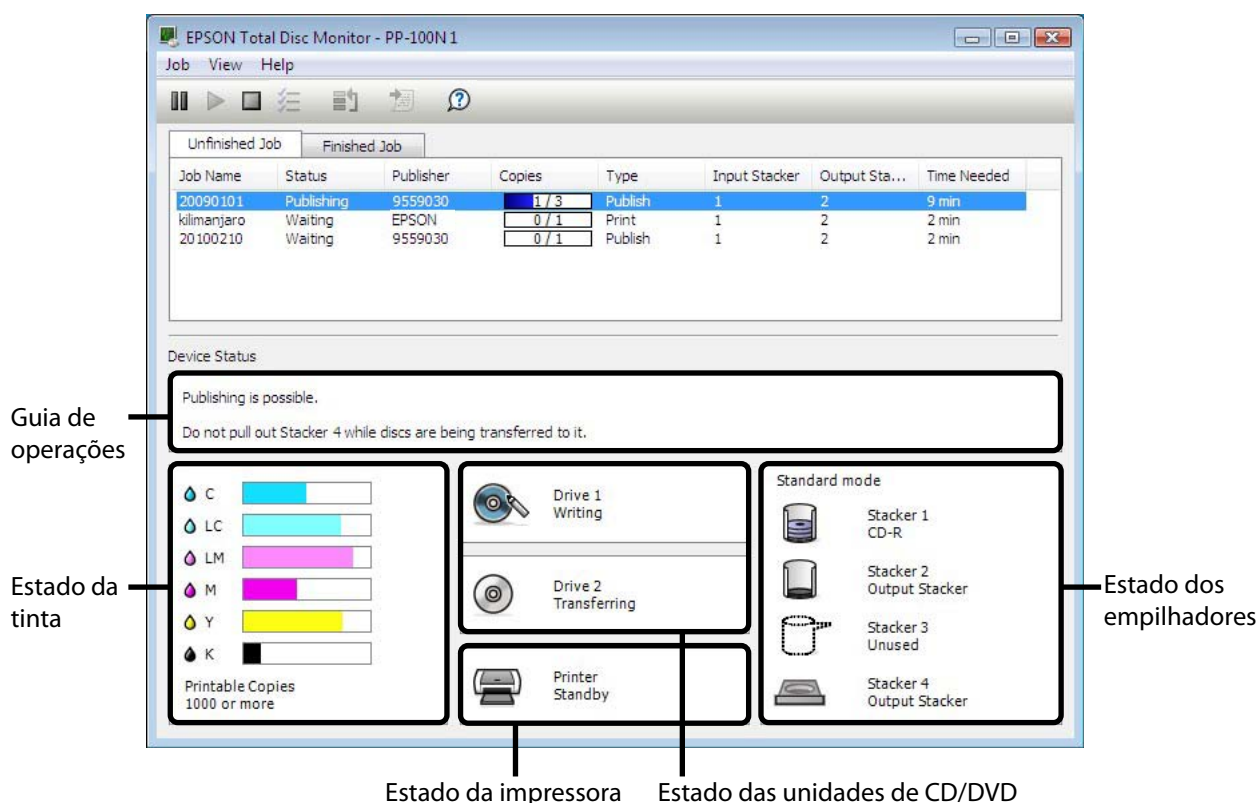 EPSON Total Disc Monitor - PP-100N 1
Job View Help
Unfinished Job Finished Job
Job Name Status Publisher Copies Type Input Stacker Output Sta... Time Needed
20090101 Publishing 9559030 1 / 3 Publish 1 2 9 min
kilimanjaro Waiting EPSON 0 / 1 Print 1 2 2 min
20100210 Waiting 9559030 0 / 1 Publish 1 2 2 min
Device Status
Publishing is possible.
Do not pull out Stacker 4 while discs are being transferred to it.
Guia de
operações
C
LC
LM
M
Y
K
Printable Copies
1000 or more
Estado da
tinta
Drive 1
Writing
Drive 2
Transferring
Printer
Standby
Standard mode
Stacker 1
CD-R
Stacker 2
Output Stacker
Stacker 3
Unused
Stacker 4
Output Stacker
Estado dos
empilhadores
Estado da impressora
Estado das unidades de CD/DVD